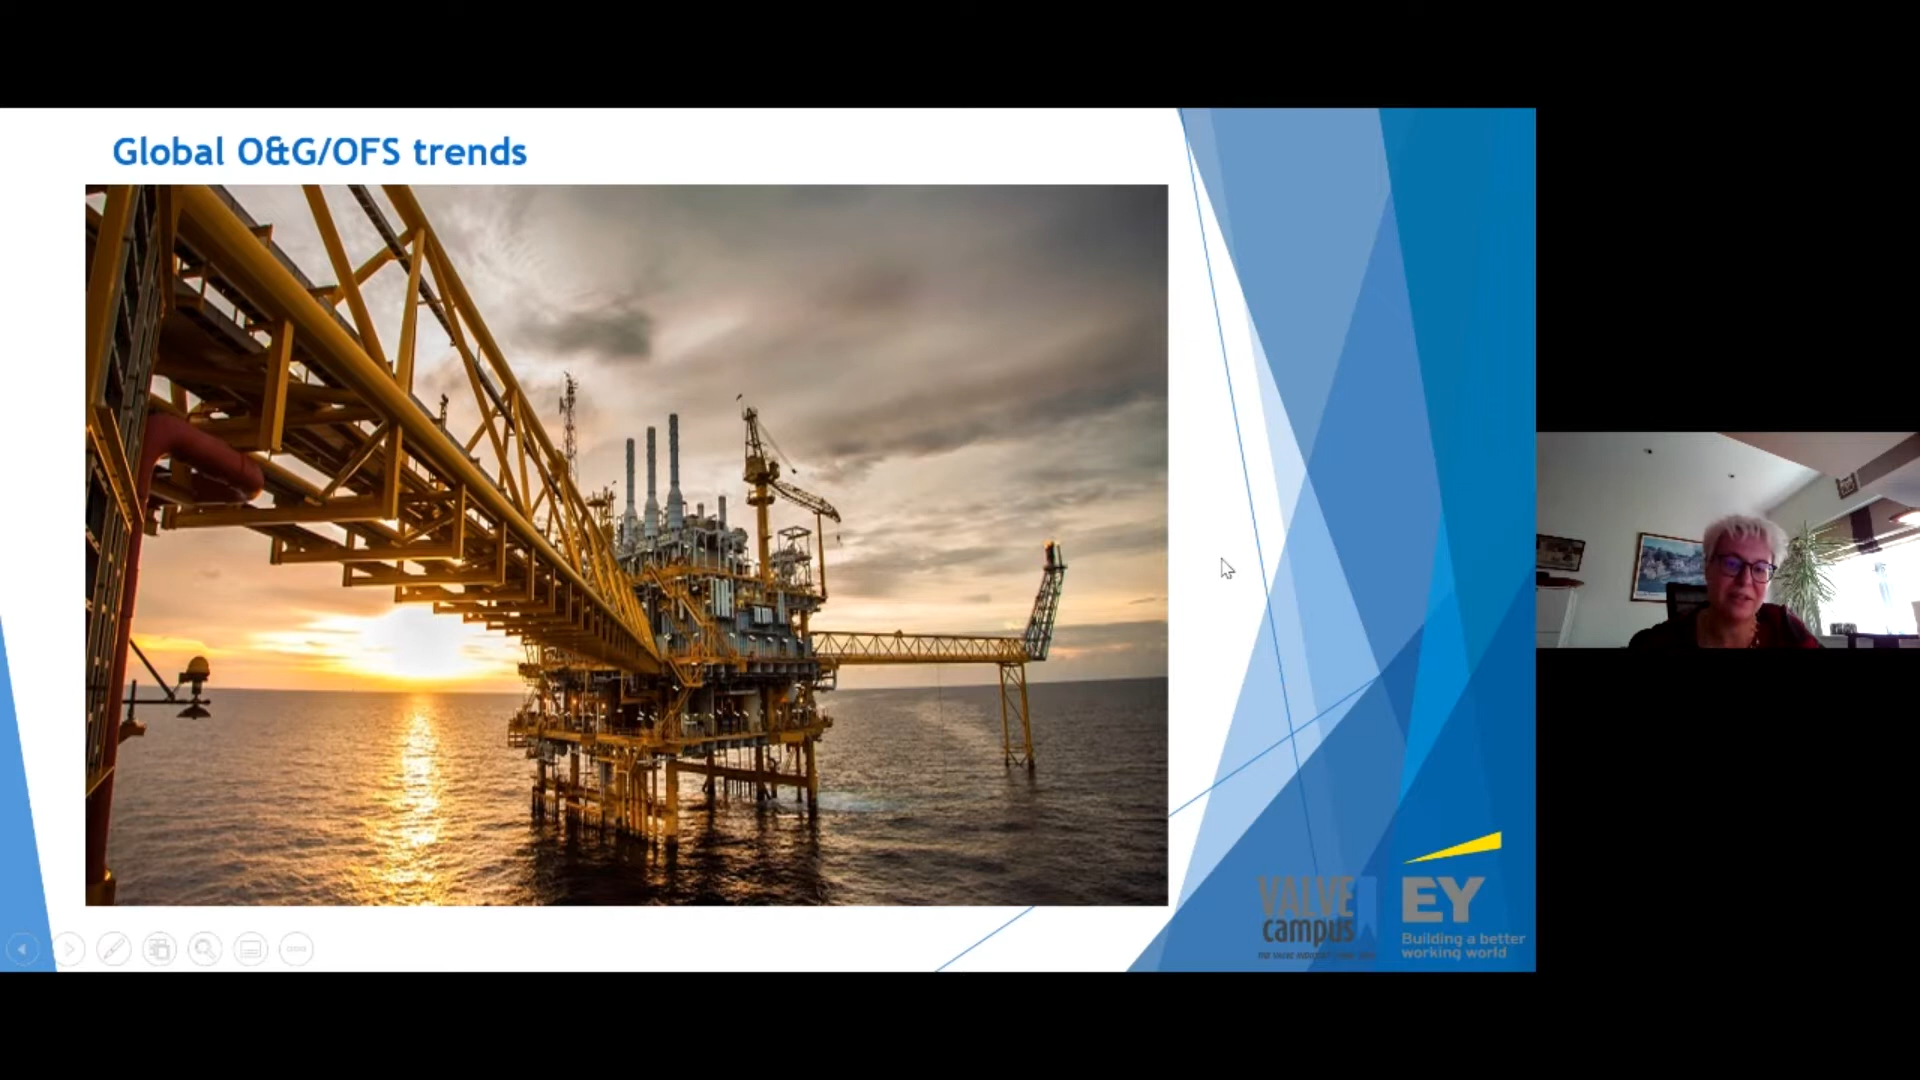 Global O&G/OFS trends
VALVE
campus
EY
Building a better
working world